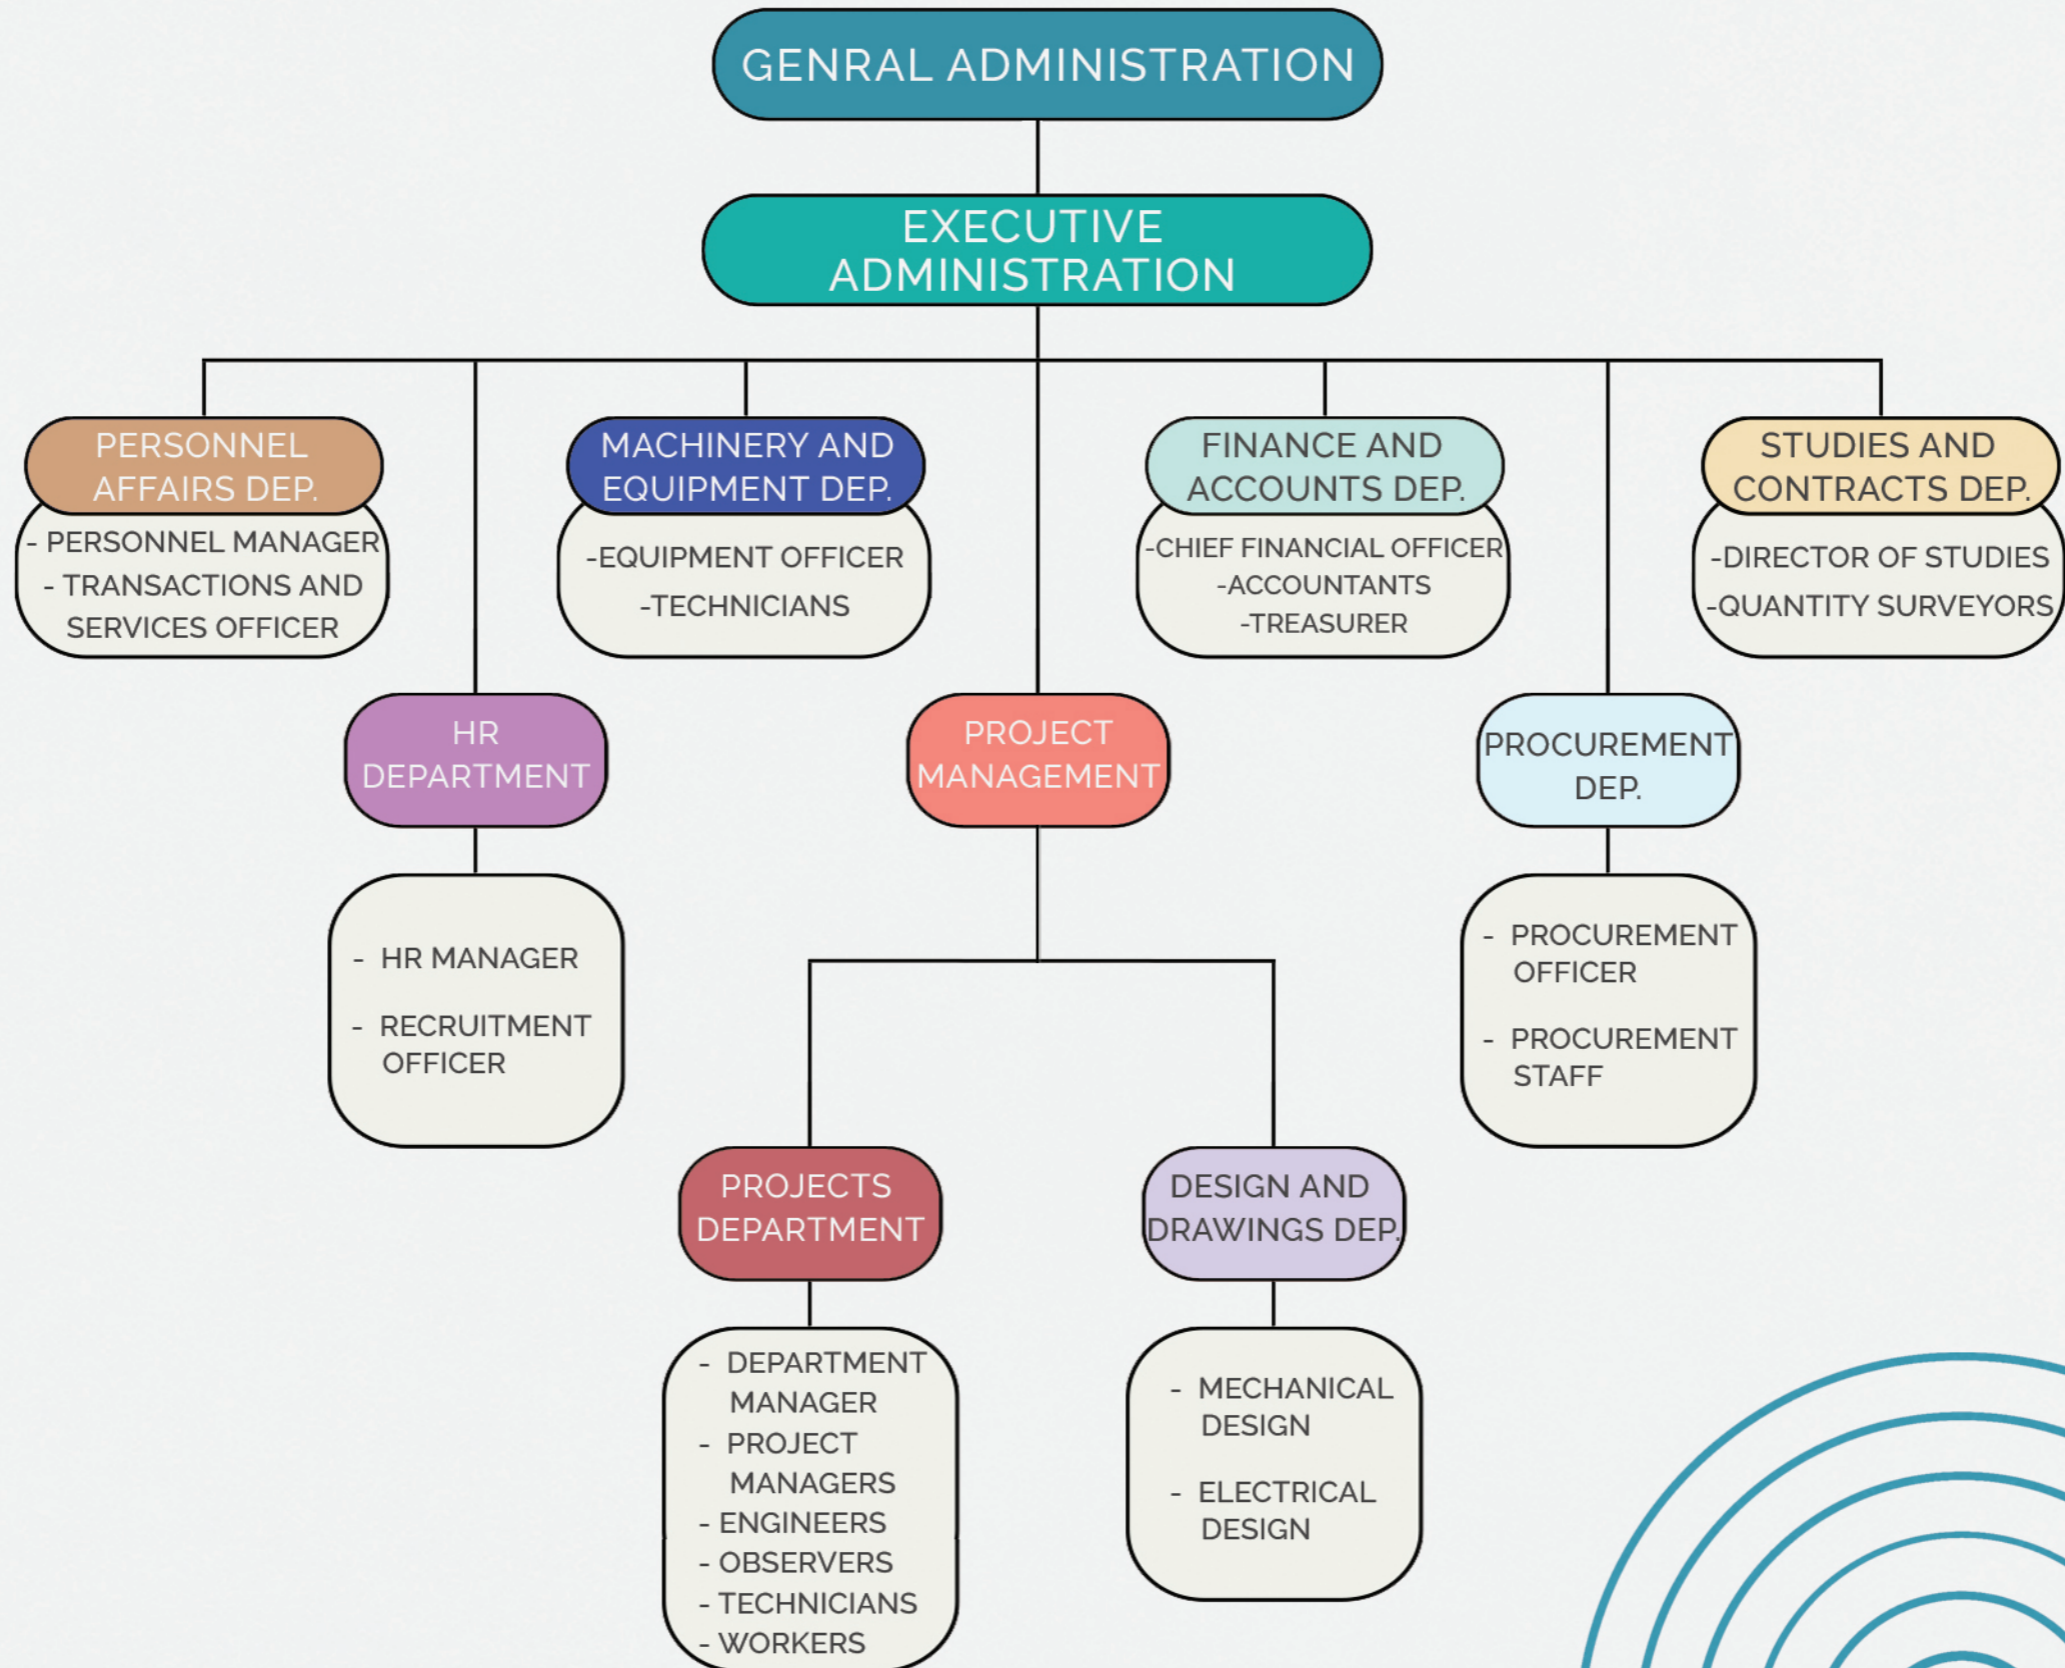 GENRAL ADMINISTRATION
EXECUTIVE
ADMINISTRATION
PERSONNEL
AFFAIRS DEP.
- PERSONNEL MANAGER
- TRANSACTIONS AND
SERVICES OFFICER
MACHINERY AND
EQUIPMENT DEP.
-EQUIPMENT OFFICER
-TECHNICIANS
FINANCE AND
ACCOUNTS DEP.
-CHIEF FINANCIAL OFFICER
-ACCOUNTANTS
-TREASURER
STUDIES AND
CONTRACTS DEP.
-DIRECTOR OF STUDIES
-QUANTITY SURVEYORS
HR
DEPARTMENT
- HR MANAGER
- RECRUITMENT
OFFICER
PROJECT
MANAGEMENT
PROCUREMENT
DEP.
- PROCUREMENT
OFFICER
- PROCUREMENT
STAFF
PROJECTS
DEPARTMENT
- DEPARTMENT
MANAGER
- PROJECT
MANAGERS
- ENGINEERS
- OBSERVERS
- TECHNICIANS
- WORKERS
DESIGN AND
DRAWINGS DEP.
- MECHANICAL
DESIGN
- ELECTRICAL
DESIGN